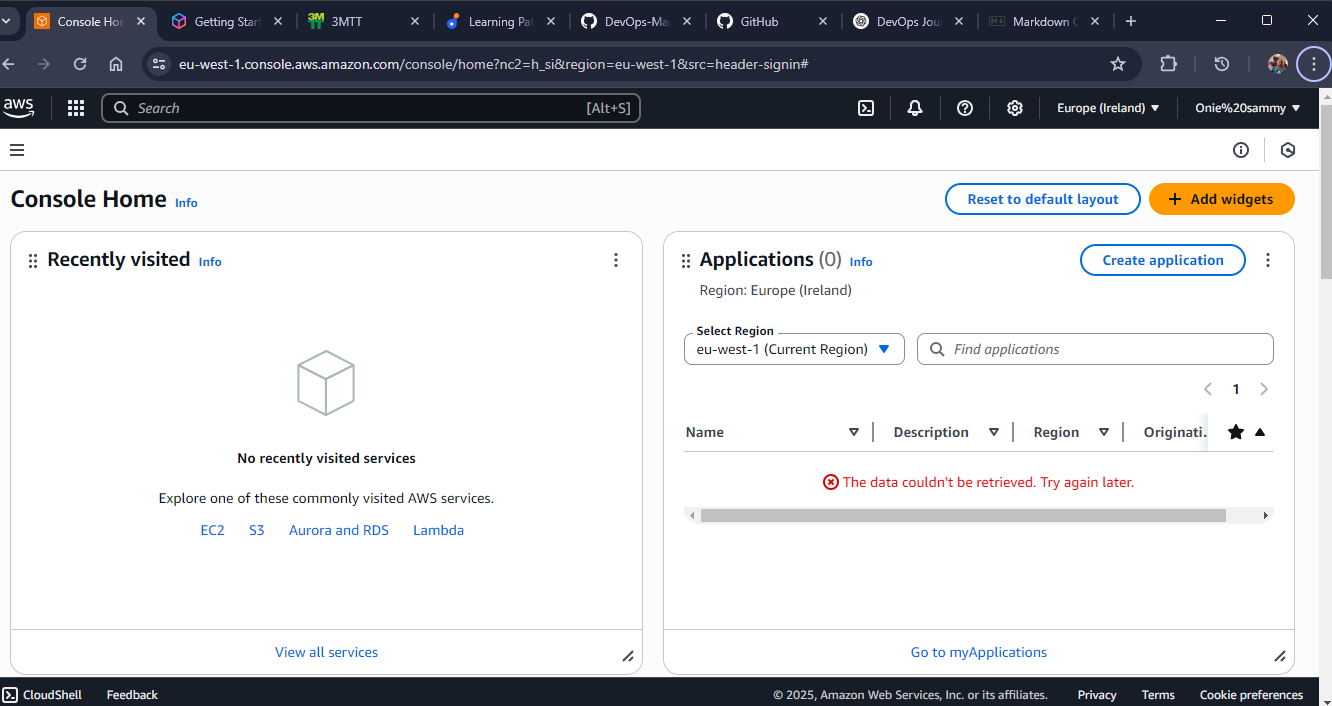 Console Hor
Getting Start
3MTT
Learning Pat
DevOps-Ma
GitHub
DevOps Jou
Markdown C
eu-west-1.console.aws.amazon.com/console/home?nc2=h_si&region=eu-west-1&src=header-signin#
aws
Search
[Alt+S]
Europe (Ireland)
Onie%20sammy
Console Home
Info
Reset to default layout
Add widgets
Recently visited
Info
No recently visited services
Explore one of these commonly visited AWS services.
EC2
S3
Aurora and RDS
Lambda
View all services
Applications (0)
Info
Create application
Region: Europe (Ireland)
Select Region
eu-west-1 (Current Region)
Find applications
1
Name
Description
Region
Originati.
The data couldn't be retrieved. Try again later.
Go to myApplications
CloudShell
Feedback
© 2025, Amazon Web Services, Inc. or its affiliates.
Privacy
Terms
Cookie preferences